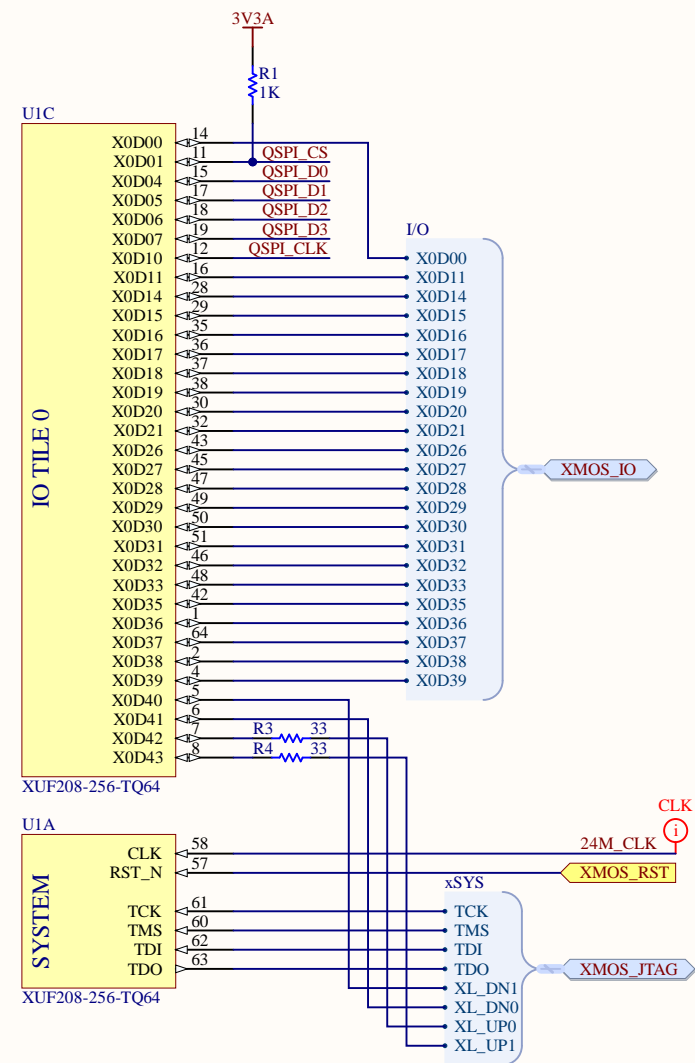 3V3A
R1
1K
U1C
IO TILE 0
X0D00 14
X0D01 11 QSPI_CS
X0D04 15 QSPI_D0
X0D05 17 QSPI_D1
X0D06 18 QSPI_D2
X0D07 19 QSPI_D3
X0D10 12 QSPI_CLK
X0D11 16
X0D14 28
X0D15 29
X0D16 35
X0D17 36
X0D18 37
X0D19 38
X0D20 30
X0D21 32
X0D26 43
X0D27 45
X0D28 47
X0D29 49
X0D30 50
X0D31 51
X0D32 46
X0D33 48
X0D35 42
X0D36 1
X0D37 64
X0D38 2
X0D39 4
X0D40 5
X0D41 6
X0D42 7 R3 33
X0D43 8 R4 33
XUF208-256-TQ64
I/O
X0D00
X0D11
X0D14
X0D15
X0D16
X0D17
X0D18
X0D19
X0D20
X0D21
X0D26
X0D27
X0D28
X0D29
X0D30
X0D31
X0D32
X0D33
X0D35
X0D36
X0D37
X0D38
X0D39
XMOS_IO
U1A
SYSTEM
CLK 58 24M_CLK
CLK
i
RST_N 57 XMOS_RST
TCK 61
TMS 60
TDI 62
TDO 63
XUF208-256-TQ64
xSYS
TCK
TMS
TDI
TDO
XL_DN1
XL_DN0
XL_UP0
XL_UP1
XMOS_JTAG